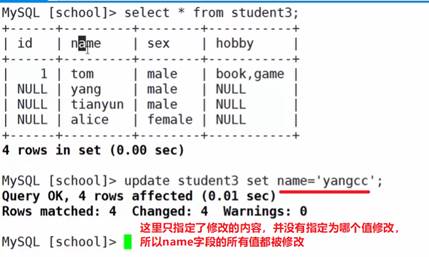 MySQL [school]> select * from student3;
+------+---------+--------+-----------+
| id | name | sex | hobby |
+------+---------+--------+-----------+
| 1 | tom | male | book,game |
| NULL | yang | male | NULL |
| NULL | tianyun | male | NULL |
| NULL | alice | female | NULL |
+------+---------+--------+-----------+
4 rows in set (0.00 sec)
MySQL [school]> update student3 set name='yangcc';
Query OK, 4 rows affected (0.01 sec)
Rows matched: 4 Changed: 4 Warnings: 0
这里只指定了修改的内容，并没有指定为哪个值修改，
MySQL [school]> 所以name字段的所有值都被修改